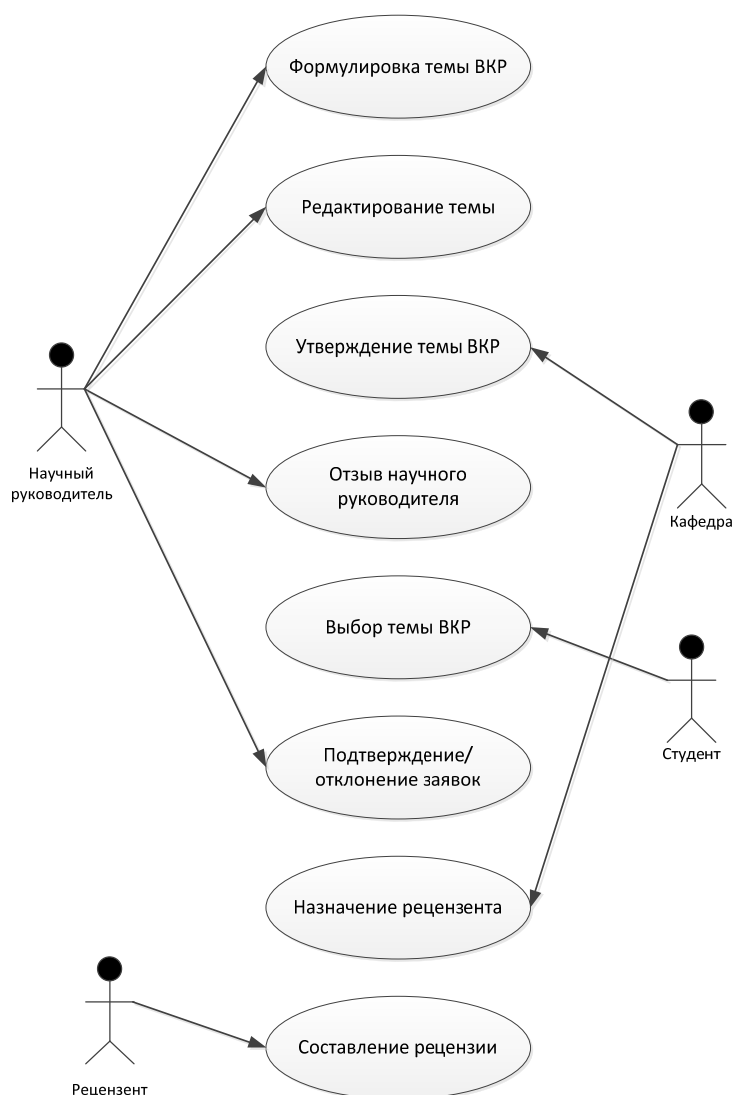 Формулировка темы ВКР
Редактирование темы
Утверждение темы ВКР
Научный
руководитель
Отзыв научного
руководителя
Кафедра
Выбор темы ВКР
Студент
Подтверждение/
отклонение заявок
Назначение рецензента
Составление рецензии
Рецензент